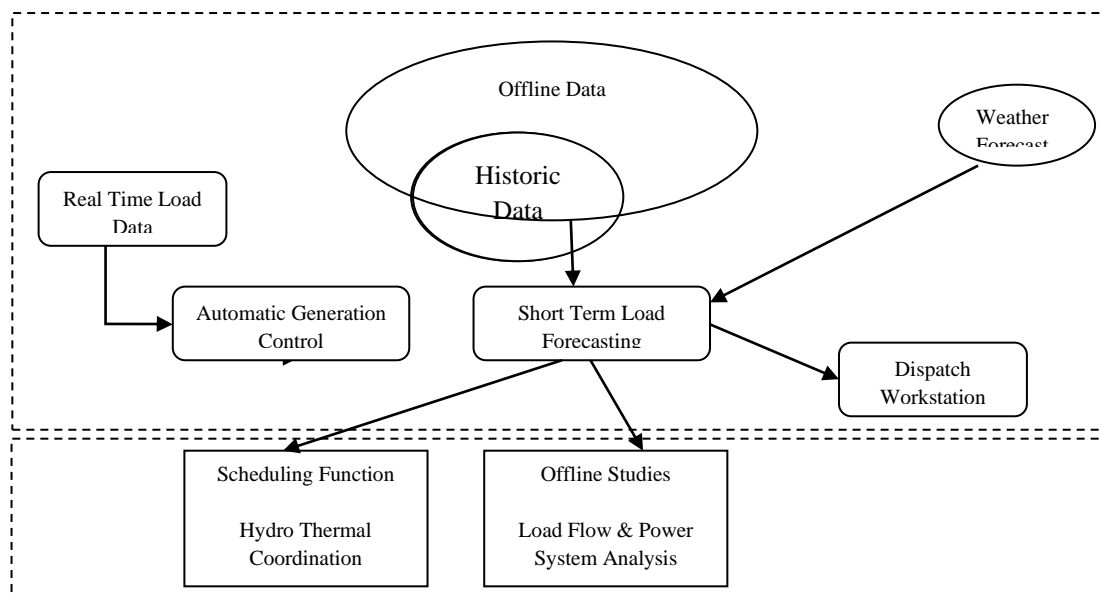 Offline Data
Weather
Forecast
Historic
Data
Real Time Load
Data
Automatic Generation
Control
Short Term Load
Forecasting
Dispatch
Workstation
Scheduling Function
Hydro Thermal
Coordination
Offline Studies
Load Flow & Power
System Analysis